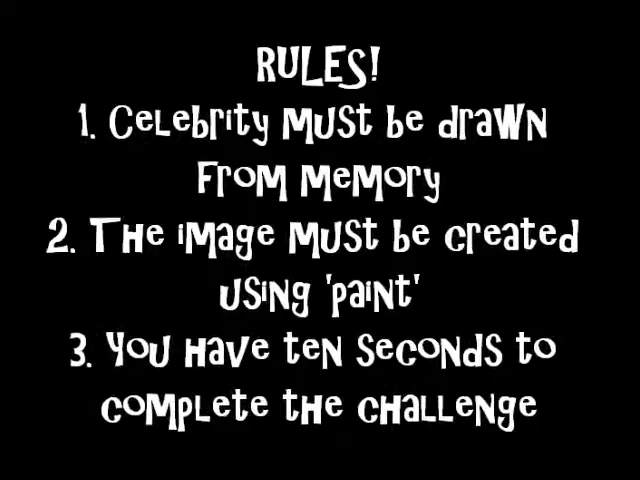 RULES!
1. Celebrity must be drawn
from memory
2. The image must be created
using 'paint'
3. You have ten seconds to
complete the challenge